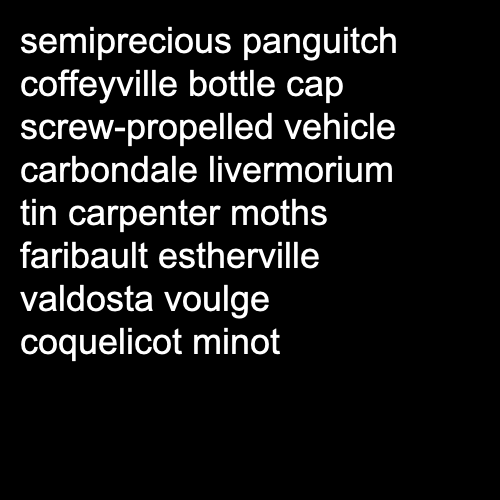 semiprecious panguitch
coffeyville bottle cap
screw-propelled vehicle
carbondale livermorium
tin carpenter moths
faribault estherville
valdosta voulge
coquelicot minot